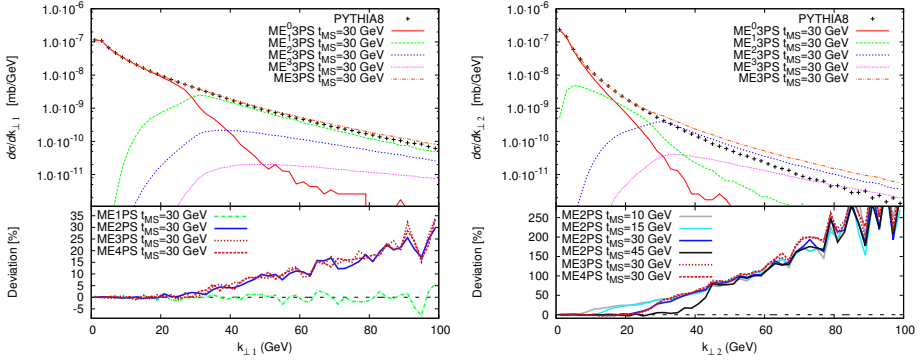 1.0·10⁻⁶
1.0·10⁻⁷
1.0·10⁻⁸
1.0·10⁻⁹
1.0·10⁻¹⁰
1.0·10⁻¹¹
dσ/dk⊥1 [mb/GeV]
PYTHIA8
ME⁰3PS tMS=30 GeV
ME¹3PS tMS=30 GeV
ME²3PS tMS=30 GeV
ME³3PS tMS=30 GeV
ME3PS tMS=30 GeV
35
30
25
20
15
10
5
0
-5
Deviation [%]
ME1PS tMS=30 GeV
ME2PS tMS=30 GeV
ME3PS tMS=30 GeV
ME4PS tMS=30 GeV
0 20 40 60 80 100
k⊥1 (GeV)
1.0·10⁻⁶
1.0·10⁻⁷
1.0·10⁻⁸
1.0·10⁻⁹
1.0·10⁻¹⁰
1.0·10⁻¹¹
dσ/dk⊥2 [mb/GeV]
PYTHIA8
ME⁰3PS tMS=30 GeV
ME¹3PS tMS=30 GeV
ME²3PS tMS=30 GeV
ME³3PS tMS=30 GeV
ME3PS tMS=30 GeV
250
200
150
100
50
0
Deviation [%]
ME2PS tMS=10 GeV
ME2PS tMS=15 GeV
ME2PS tMS=30 GeV
ME2PS tMS=45 GeV
ME3PS tMS=30 GeV
ME4PS tMS=30 GeV
0 20 40 60 80 100
k⊥2 (GeV)